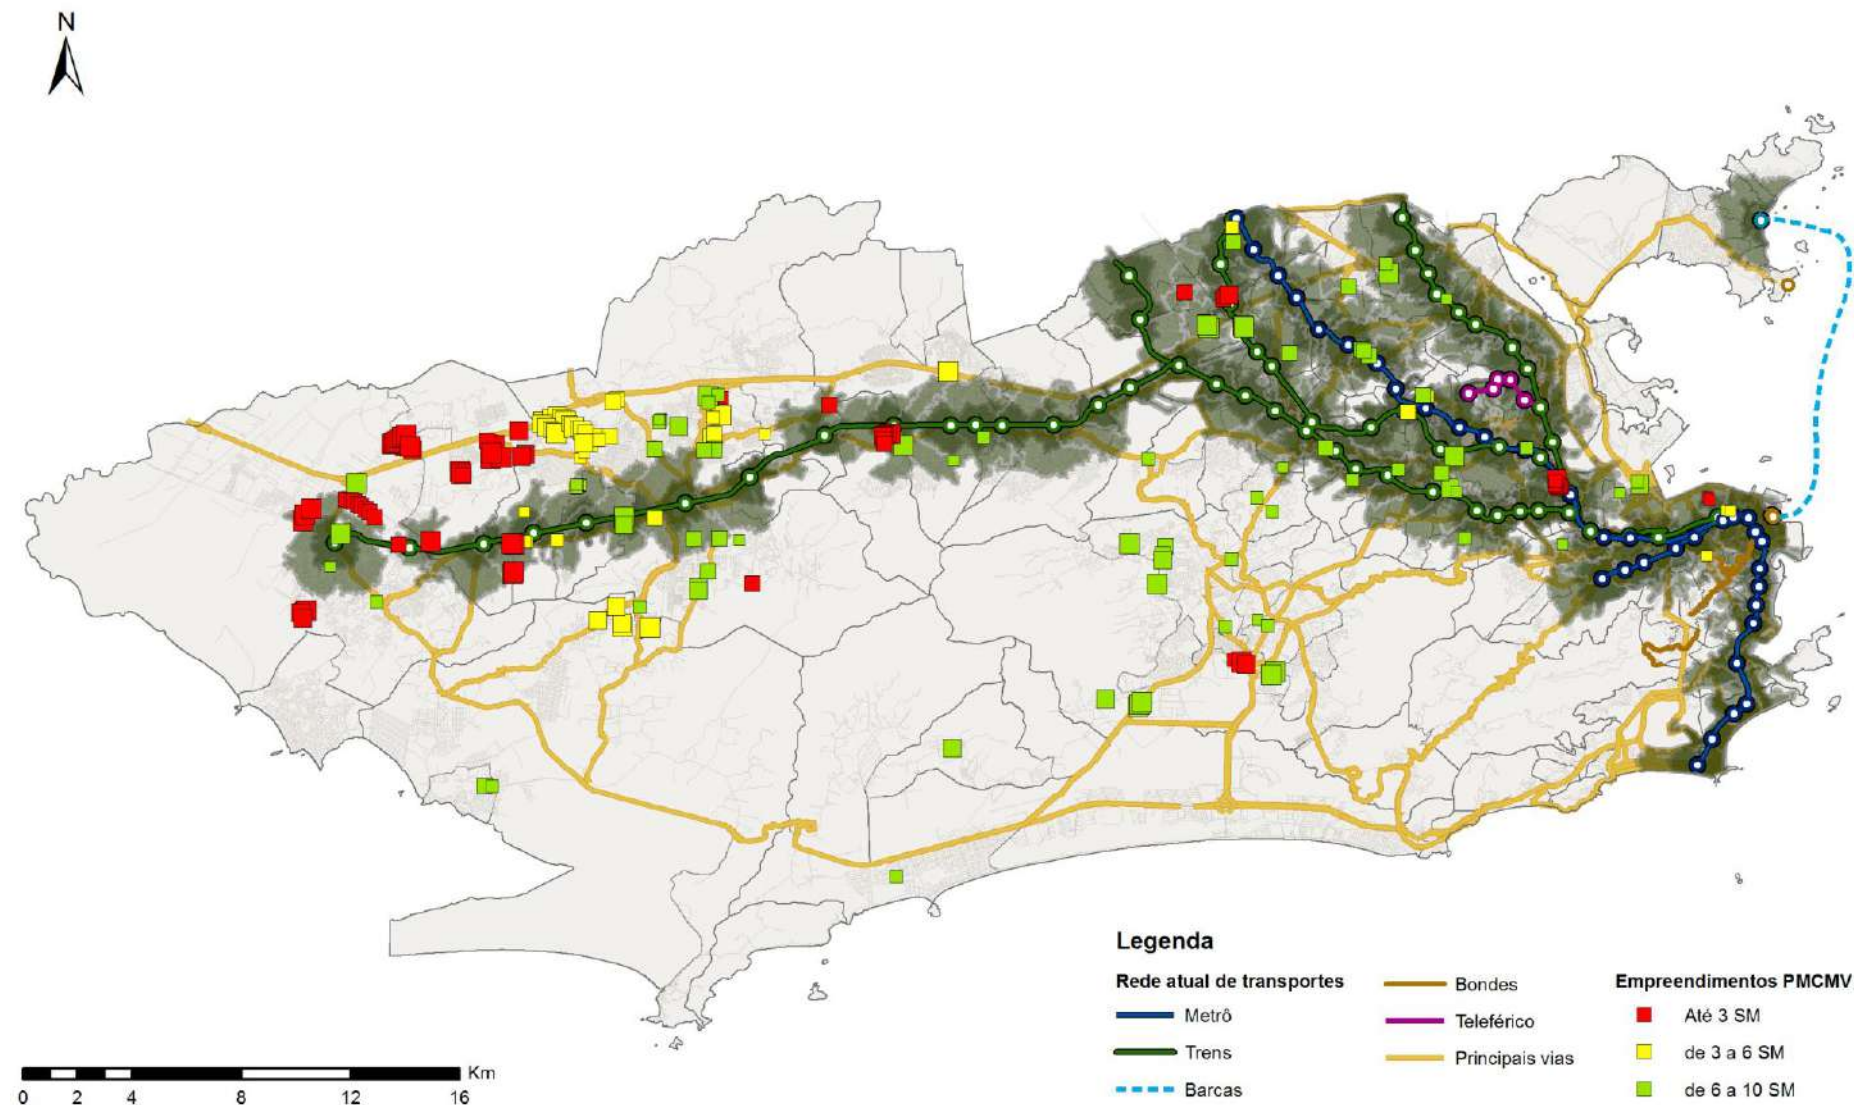 N
Legenda
Rede atual de transportes
Metrô
Trens
Barcas
Bondes
Teleférico
Principais vias
Empreendimentos PMCMV
Até 3 SM
de 3 a 6 SM
de 6 a 10 SM
Km
0 2 4 8 12 16